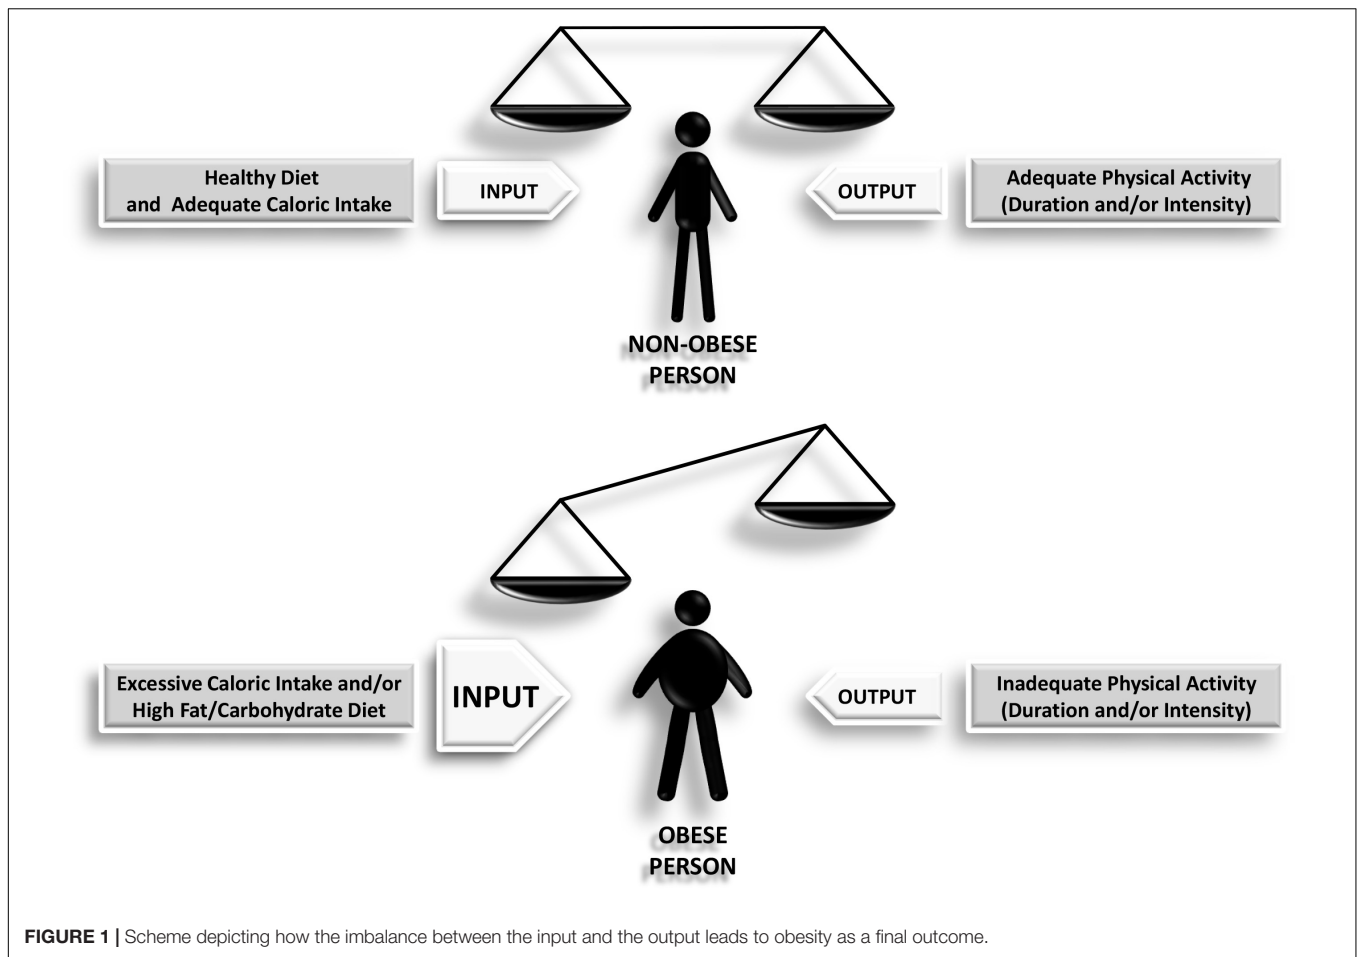 Healthy Diet
and Adequate Caloric Intake
INPUT
OUTPUT
Adequate Physical Activity
(Duration and/or Intensity)
NON-OBESE
PERSON
Excessive Caloric Intake and/or
High Fat/Carbohydrate Diet
INPUT
OUTPUT
Inadequate Physical Activity
(Duration and/or Intensity)
OBESE
PERSON
FIGURE 1 | Scheme depicting how the imbalance between the input and the output leads to obesity as a final outcome.